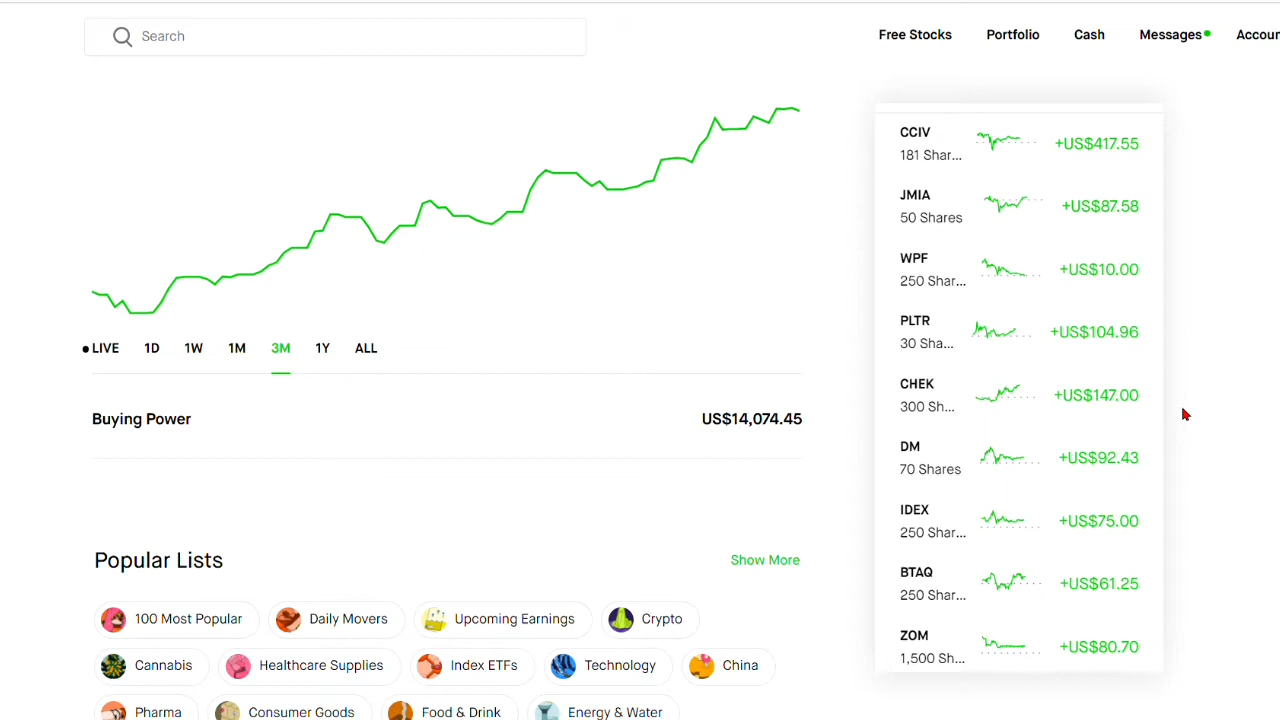 Search
Free Stocks Portfolio Cash Messages Accoun
LIVE 1D 1W 1M 3M 1Y ALL
Buying Power US$14,074.45
Popular Lists Show More
100 Most Popular Daily Movers Upcoming Earnings Crypto
Cannabis Healthcare Supplies Index ETFs Technology China
Pharma Consumer Goods Food & Drink Energy & Water
CCIV
181 Shar... +US$417.55
JMIA
50 Shares +US$87.58
WPF
250 Shar... +US$10.00
PLTR
30 Sha... +US$104.96
CHEK
300 Sh... +US$147.00
DM
70 Shares +US$92.43
IDEX
250 Shar... +US$75.00
BTAQ
250 Shar... +US$61.25
ZOM
1,500 Sh... +US$80.70